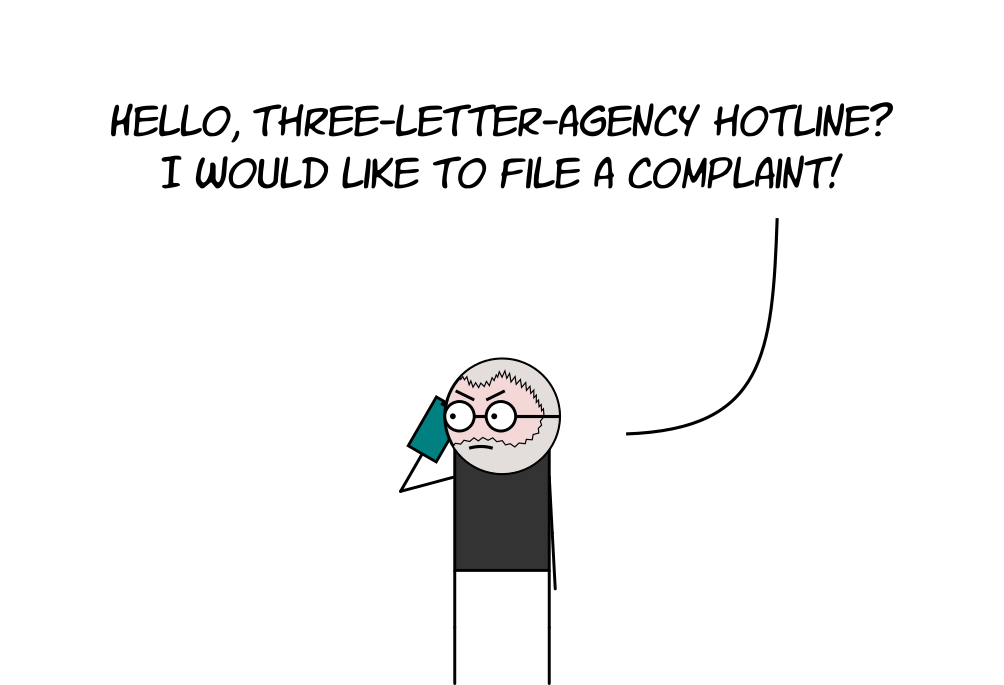 HELLO, THREE-LETTER-AGENCY HOTLINE?
I WOULD LIKE TO FILE A COMPLAINT!